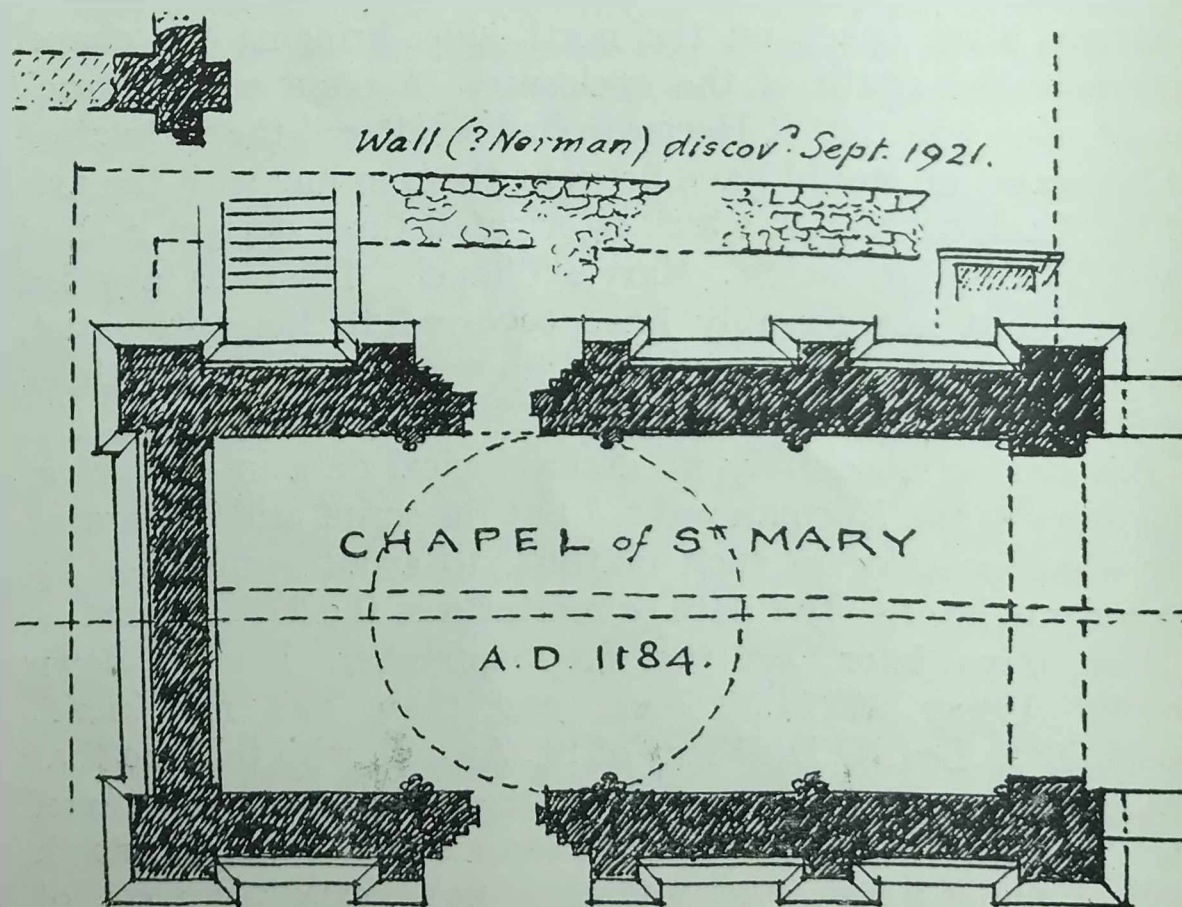 Wall (?Norman) discovᵈ. Sept. 1921.
CHAPEL of Sᵗ MARY
A.D. 1184.